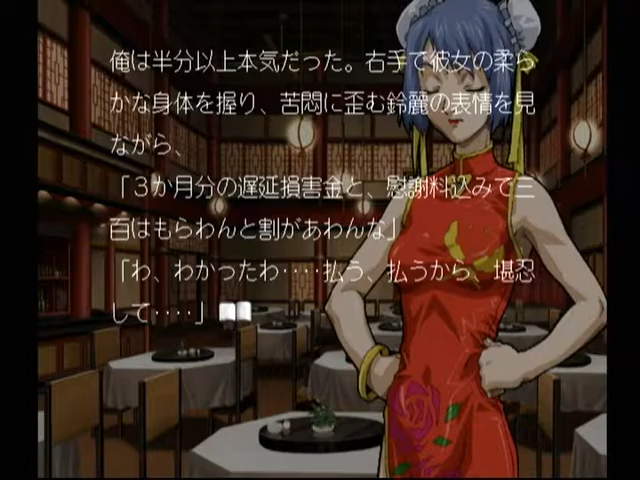 俺は半分以上本気だった。右手で彼女の柔ら
かな身体を握り、苦悶に歪む鈴麗の表情を見
ながら、
「３か月分の遅延損害金と、慰謝料込みで三
百はもらわんと割があわんな」
「わ、わかったわ‥‥払う、払うから、堪忍
して‥‥」